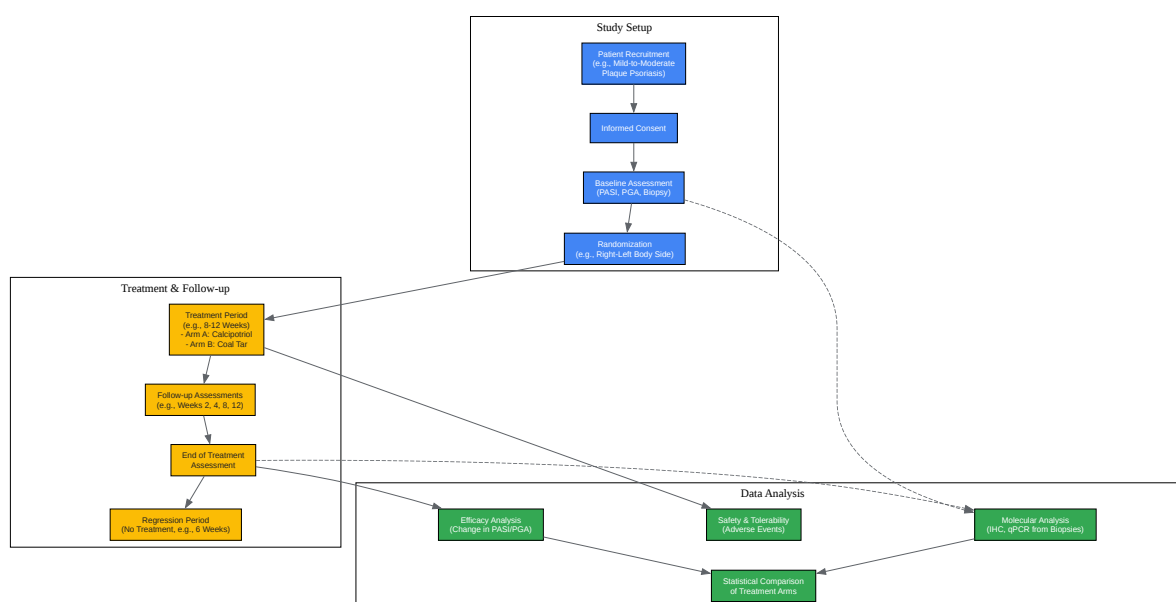 Study Setup
Patient Recruitment
(e.g., Mild-to-Moderate
Plaque Psoriasis)
Informed Consent
Baseline Assessment
(PASI, PGA, Biopsy)
Randomization
(e.g., Right-Left Body Side)
Treatment & Follow-up
Treatment Period
(e.g., 8-12 Weeks)
- Arm A: Calcipotriol
- Arm B: Coal Tar
Follow-up Assessments
(e.g., Weeks 2, 4, 8, 12)
End of Treatment
Assessment
Regression Period
(No Treatment, e.g., 6 Weeks)
Data Analysis
Efficacy Analysis
(Change in PASI/PGA)
Safety & Tolerability
(Adverse Events)
Molecular Analysis
(IHC, qPCR from Biopsies)
Statistical Comparison
of Treatment Arms